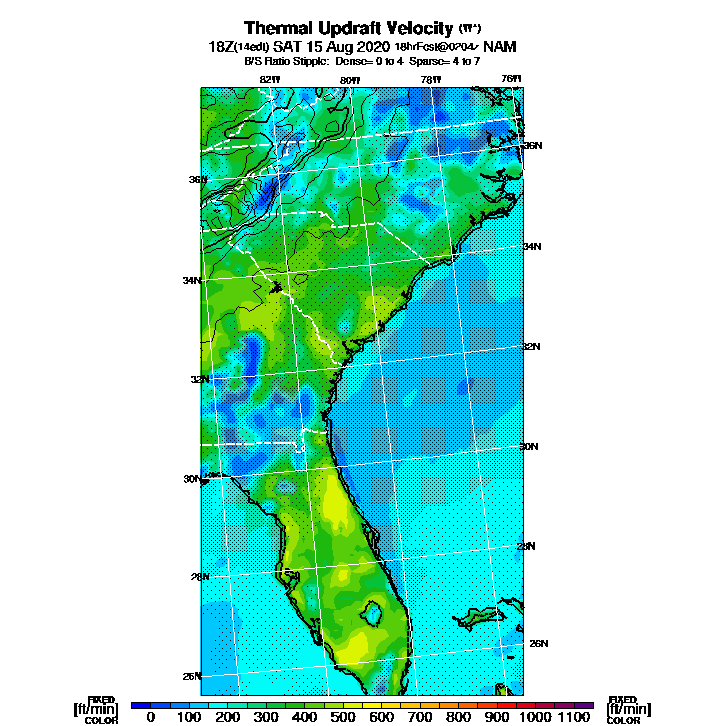 Thermal Updraft Velocity (W*)
18Z(14edt) SAT 15 Aug 2020 18hrFcst@0204z NAM
B/S Ratio Stipple: Dense= 0 to 4 Sparse= 4 to 7
82W 80W 78W 76W
36N 36N
34N 34N
32N 32N
30N 30N
28N 28N
26N 26N
FIXED FIXED
[ft/min] 0 100 200 300 400 500 600 700 800 900 1000 1100 [ft/min]
COLOR COLOR